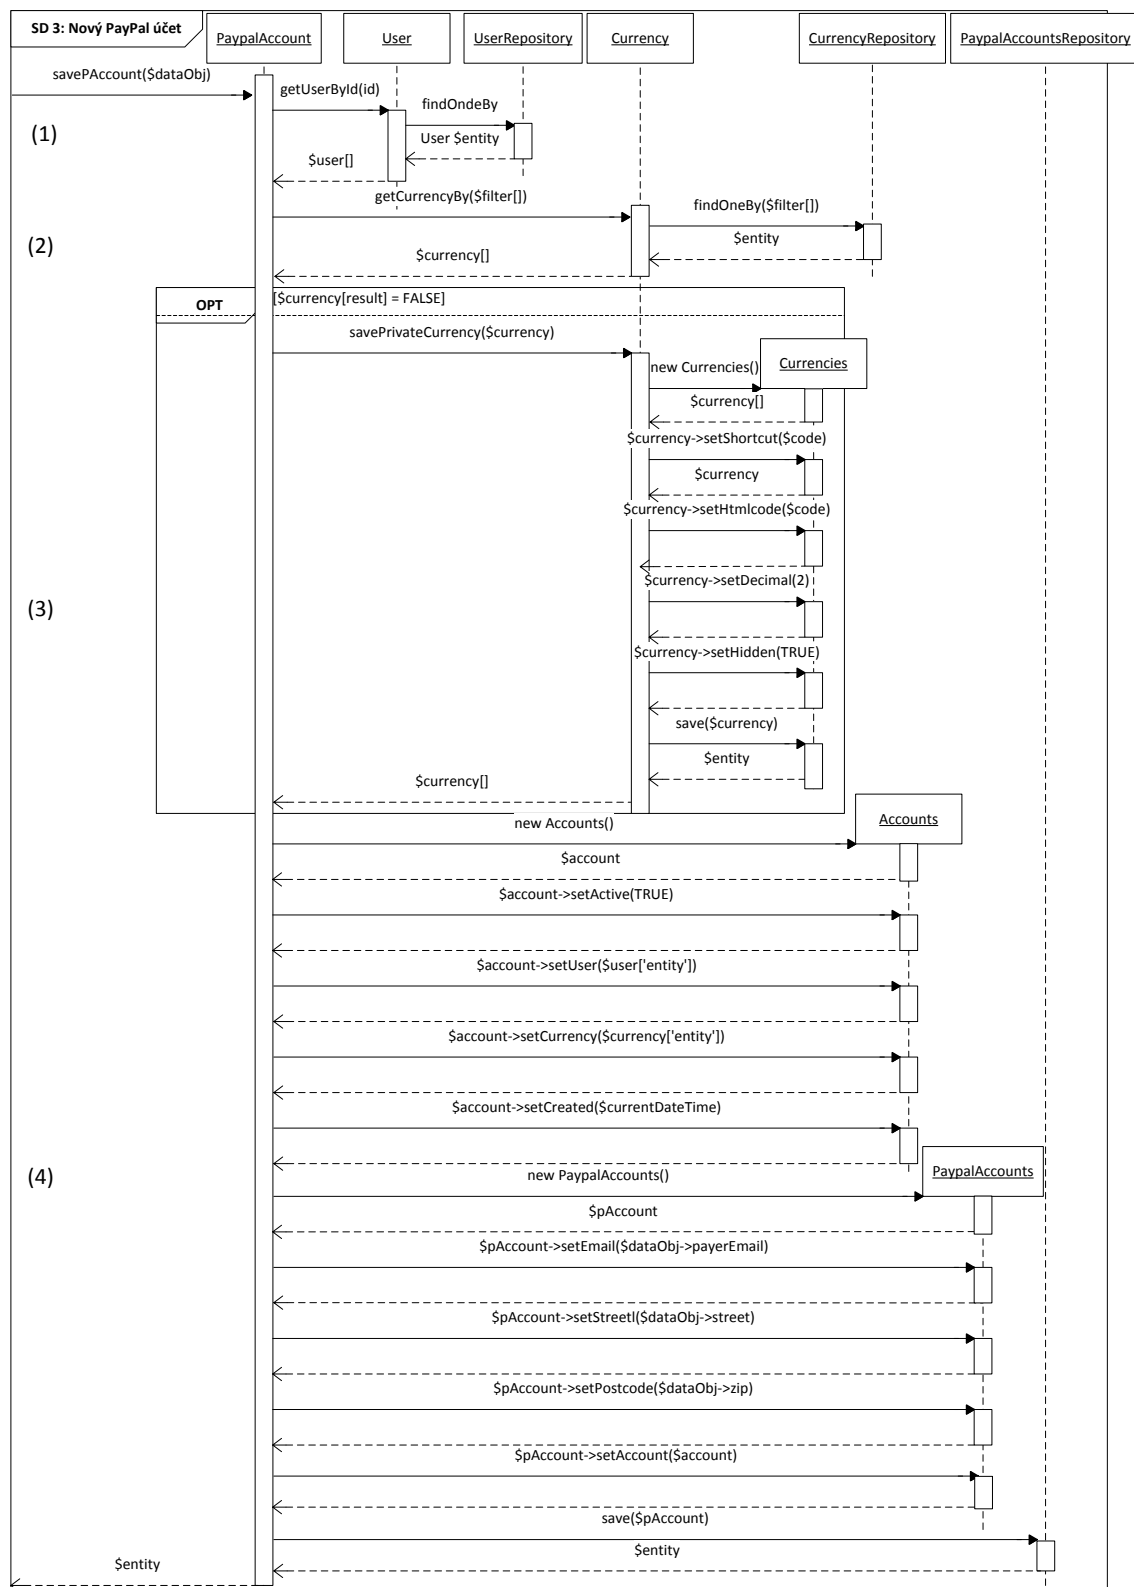 SD 3: Nový PayPal účet
PaypalAccount
User
UserRepository
Currency
CurrencyRepository
PaypalAccountsRepository
savePAccount($dataObj)
getUserById(id)
findOndeBy
(1)
User $entity
$user[]
getCurrencyBy($filter[])
findOneBy($filter[])
(2)
$entity
$currency[]
OPT
[$currency[result] = FALSE]
savePrivateCurrency($currency)
new Currencies()
Currencies
$currency[]
$currency->setShortcut($code)
$currency
$currency->setHtmlcode($code)
$currency->setDecimal(2)
(3)
$currency->setHidden(TRUE)
save($currency)
$entity
$currency[]
new Accounts()
Accounts
$account
$account->setActive(TRUE)
$account->setUser($user['entity'])
$account->setCurrency($currency['entity'])
$account->setCreated($currentDateTime)
(4)
new PaypalAccounts()
PaypalAccounts
$pAccount
$pAccount->setEmail($dataObj->payerEmail)
$pAccount->setStreetl($dataObj->street)
$pAccount->setPostcode($dataObj->zip)
$pAccount->setAccount($account)
save($pAccount)
$entity
$entity